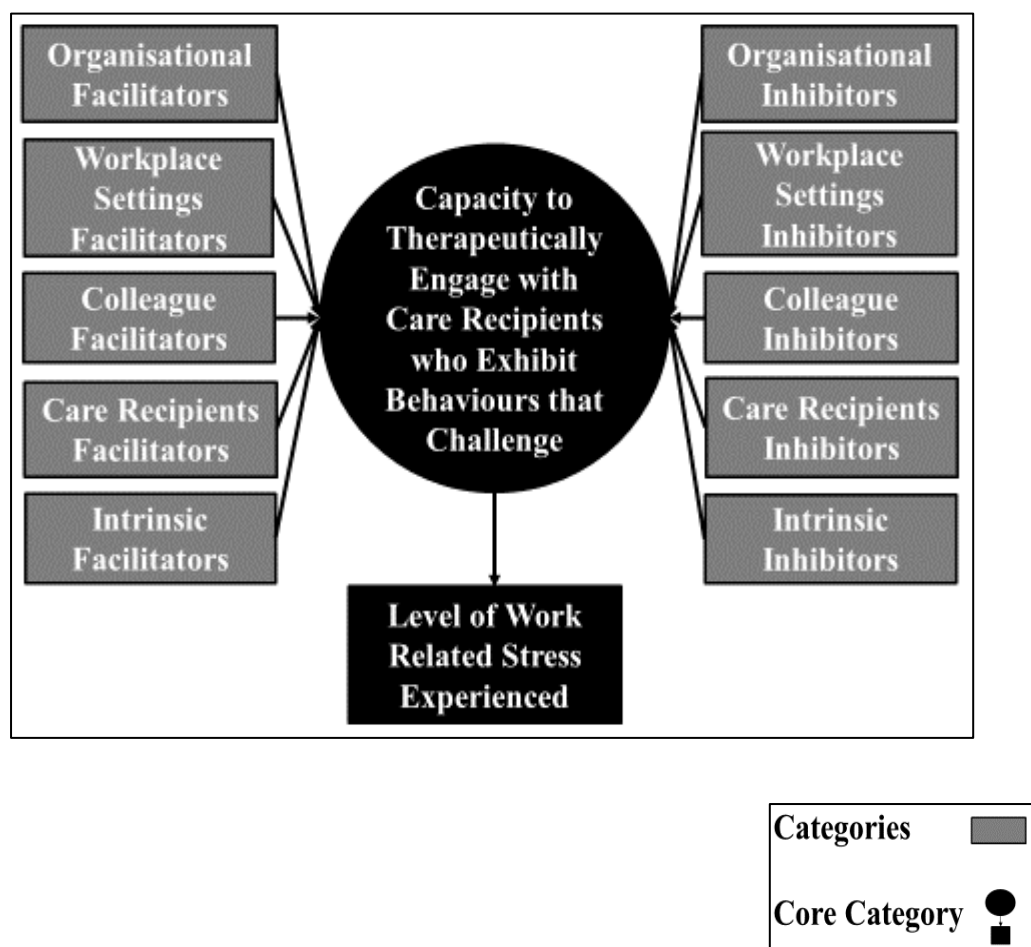 Organisational
Facilitators
Workplace
Settings
Facilitators
Colleague
Facilitators
Care Recipients
Facilitators
Intrinsic
Facilitators
Capacity to
Therapeutically
Engage with
Care Recipients
who Exhibit
Behaviours that
Challenge
Level of Work
Related Stress
Experienced
Organisational
Inhibitors
Workplace
Settings
Inhibitors
Colleague
Inhibitors
Care Recipients
Inhibitors
Intrinsic
Inhibitors
Categories
Core Category